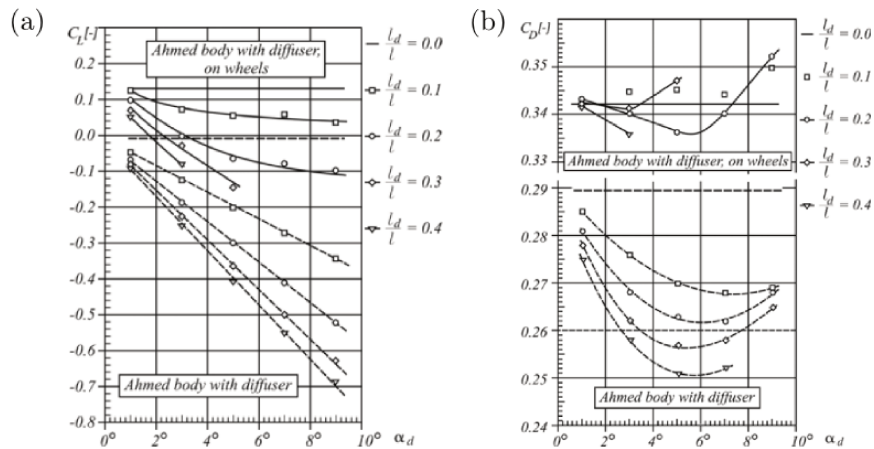 (a)
C_L[-]
0.2
0.1
0.0
-0.1
-0.2
-0.3
-0.4
-0.5
-0.6
-0.7
-0.8
Ahmed body with diffuser,
on wheels
Ahmed body with diffuser
0° 2° 4° 6° 8° 10° α_d
l_d/l = 0.0
l_d/l = 0.1
l_d/l = 0.2
l_d/l = 0.3
l_d/l = 0.4
(b)
C_D[-]
0.35
0.34
0.33
Ahmed body with diffuser, on wheels
0.29
0.28
0.27
0.26
0.25
0.24
Ahmed body with diffuser
0° 2° 4° 6° 8° 10° α_d
l_d/l = 0.0
l_d/l = 0.1
l_d/l = 0.2
l_d/l = 0.3
l_d/l = 0.4